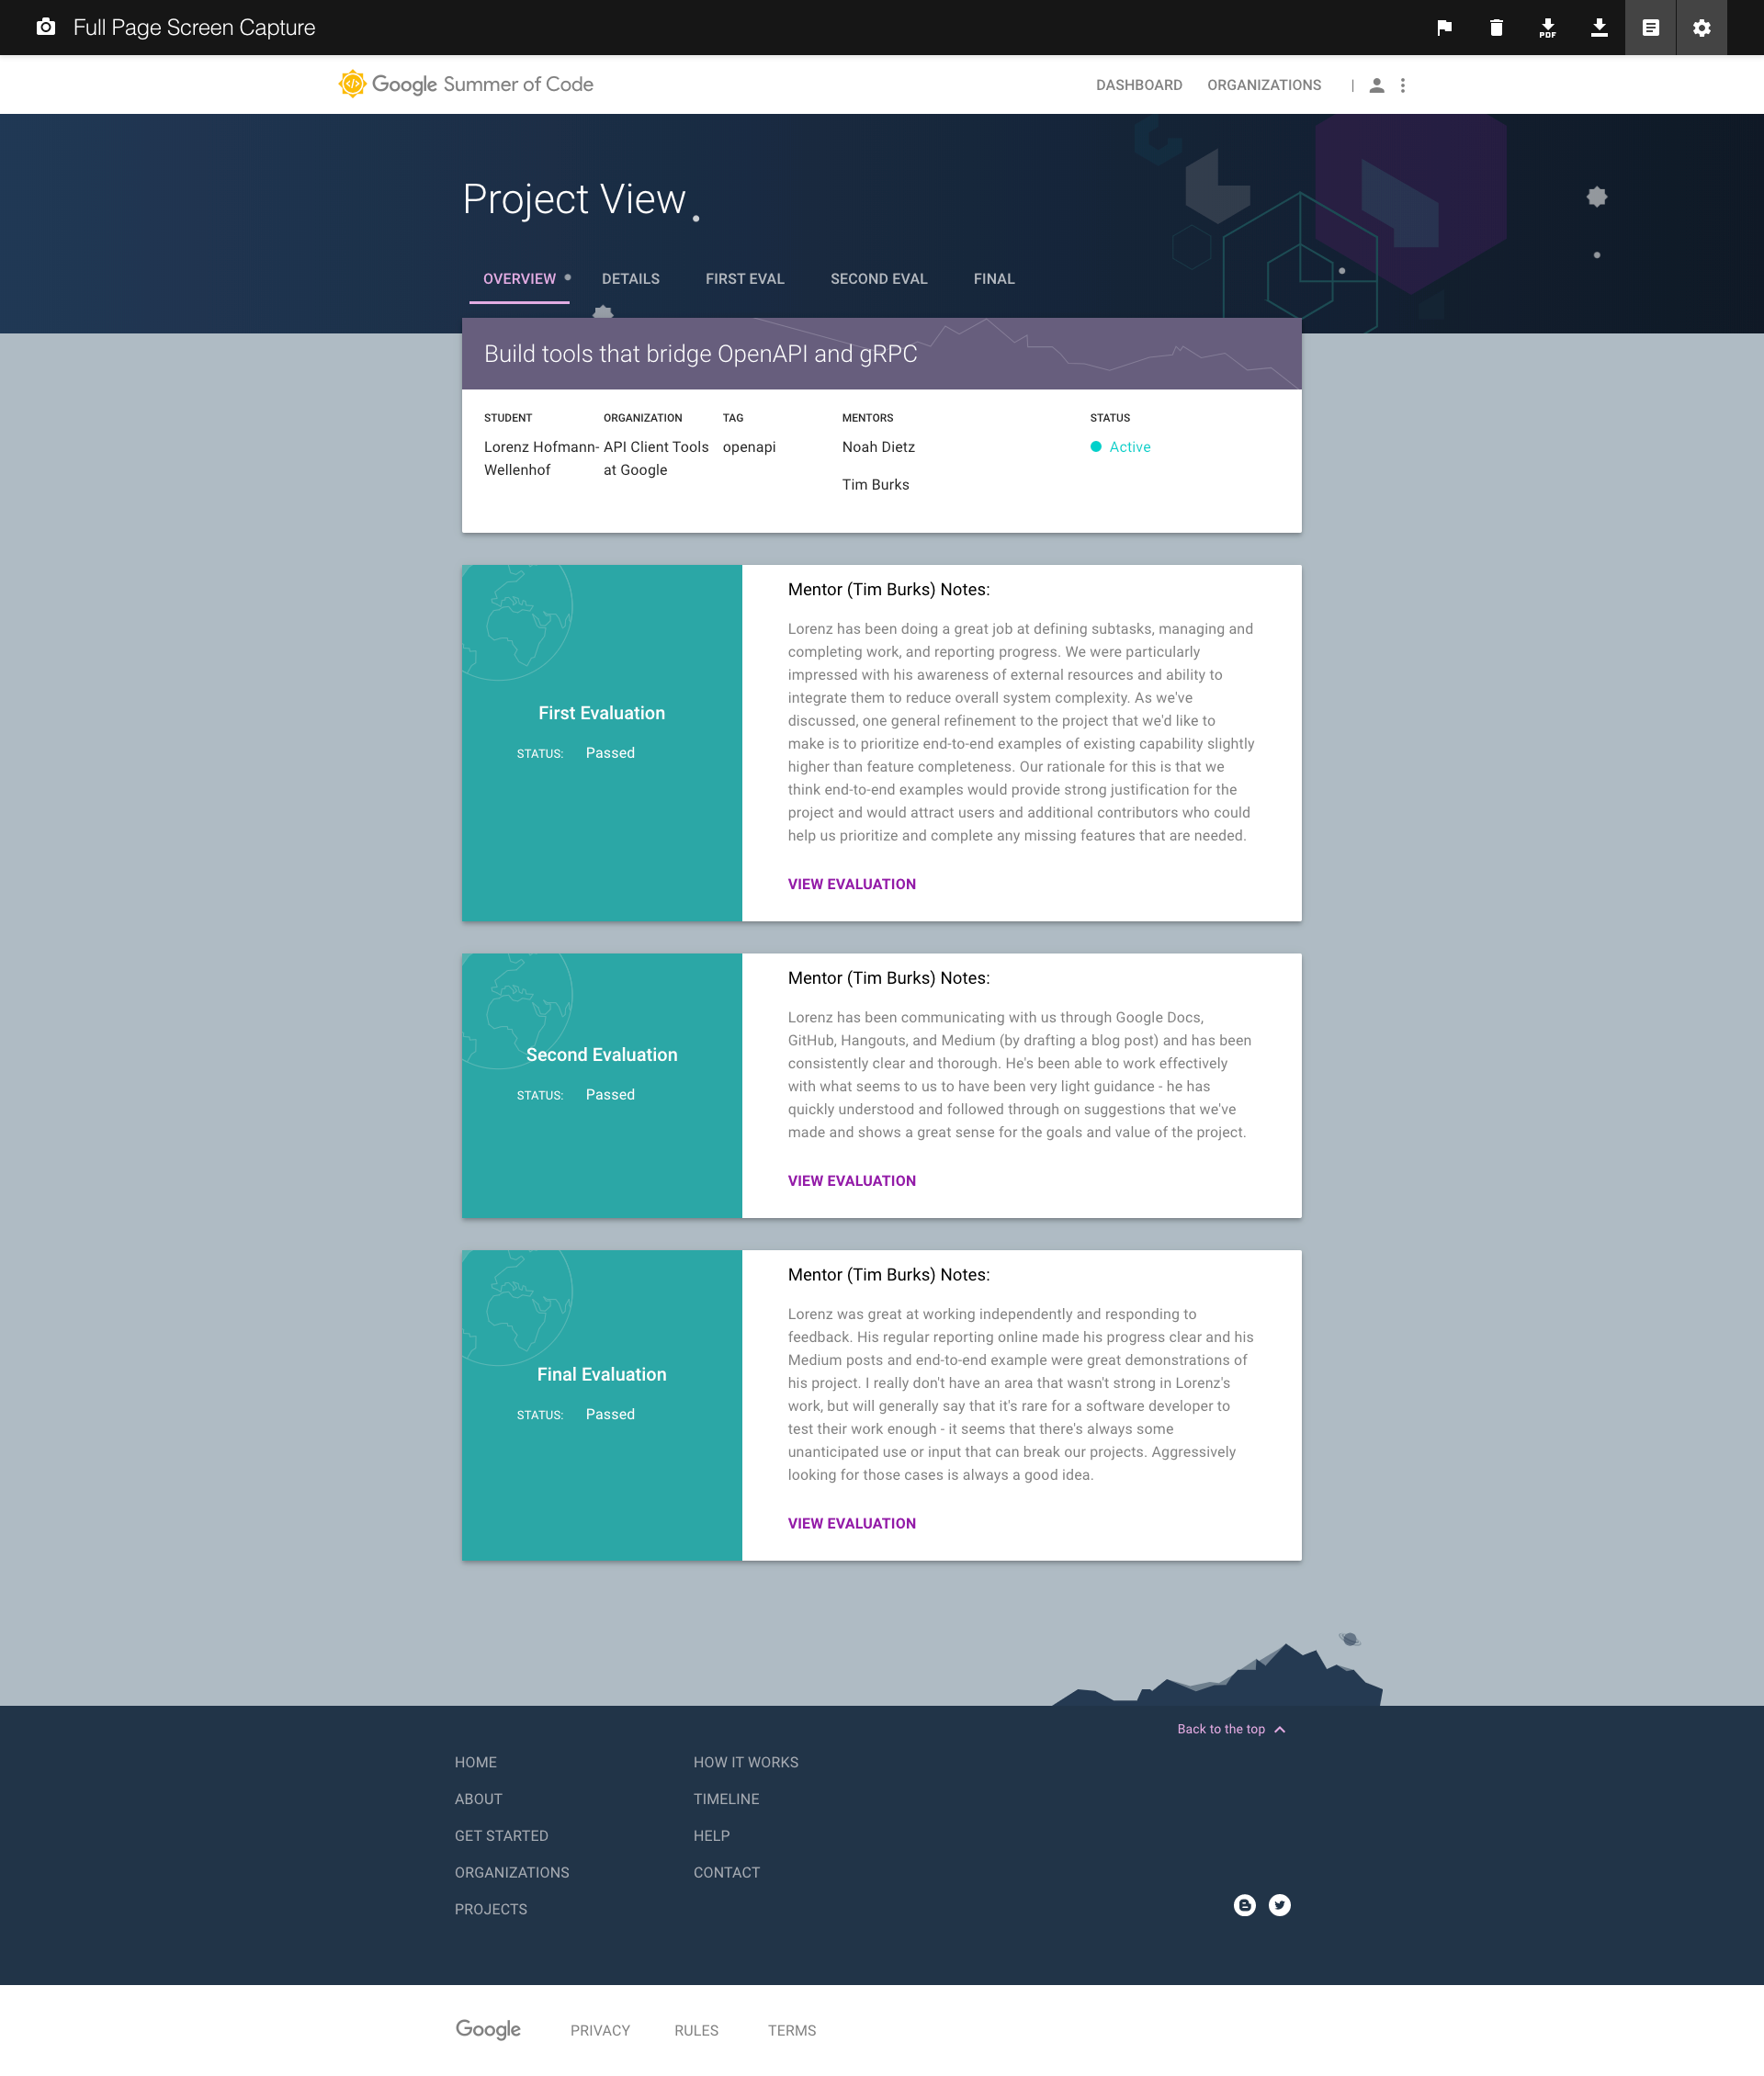 Full Page Screen Capture
PDF
Google Summer of Code
DASHBOARD ORGANIZATIONS |
Project View
OVERVIEW DETAILS FIRST EVAL SECOND EVAL FINAL
Build tools that bridge OpenAPI and gRPC
STUDENT ORGANIZATION TAG MENTORS STATUS
Lorenz Hofmann- API Client Tools openapi Noah Dietz Active
Wellenhof at Google
Tim Burks
First Evaluation
STATUS: Passed
Mentor (Tim Burks) Notes:
Lorenz has been doing a great job at defining subtasks, managing and
completing work, and reporting progress. We were particularly
impressed with his awareness of external resources and ability to
integrate them to reduce overall system complexity. As we've
discussed, one general refinement to the project that we'd like to
make is to prioritize end-to-end examples of existing capability slightly
higher than feature completeness. Our rationale for this is that we
think end-to-end examples would provide strong justification for the
project and would attract users and additional contributors who could
help us prioritize and complete any missing features that are needed.
VIEW EVALUATION
Second Evaluation
STATUS: Passed
Mentor (Tim Burks) Notes:
Lorenz has been communicating with us through Google Docs,
GitHub, Hangouts, and Medium (by drafting a blog post) and has been
consistently clear and thorough. He's been able to work effectively
with what seems to us to have been very light guidance - he has
quickly understood and followed through on suggestions that we've
made and shows a great sense for the goals and value of the project.
VIEW EVALUATION
Final Evaluation
STATUS: Passed
Mentor (Tim Burks) Notes:
Lorenz was great at working independently and responding to
feedback. His regular reporting online made his progress clear and his
Medium posts and end-to-end example were great demonstrations of
his project. I really don't have an area that wasn't strong in Lorenz's
work, but will generally say that it's rare for a software developer to
test their work enough - it seems that there's always some
unanticipated use or input that can break our projects. Aggressively
looking for those cases is always a good idea.
VIEW EVALUATION
Back to the top
HOME
ABOUT
GET STARTED
ORGANIZATIONS
PROJECTS
HOW IT WORKS
TIMELINE
HELP
CONTACT
Google PRIVACY RULES TERMS